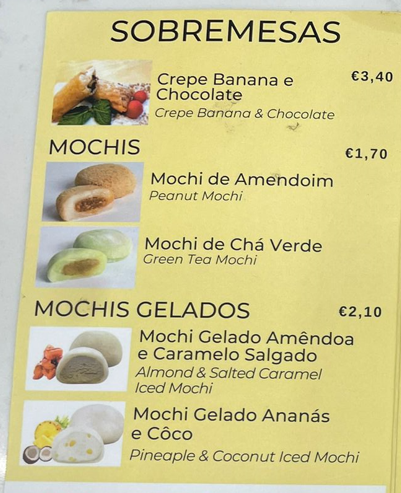 SOBREMESAS
Crepe Banana e €3,40
Chocolate
Crepe Banana & Chocolate
MOCHIS €1,70
Mochi de Amendoim
Peanut Mochi
Mochi de Chá Verde
Green Tea Mochi
MOCHIS GELADOS €2,10
Mochi Gelado Amêndoa
e Caramelo Salgado
Almond & Salted Caramel
Iced Mochi
Mochi Gelado Ananás
e Côco
Pineapple & Coconut Iced Mochi